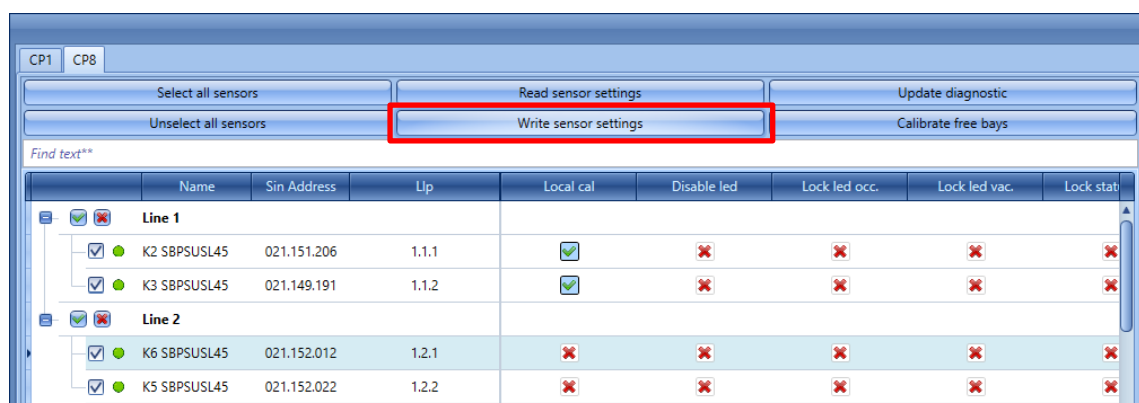 CP1 CP8
Select all sensors Read sensor settings Update diagnostic
Unselect all sensors Write sensor settings Calibrate free bays
Find text**
Name Sin Address Llp Local cal Disable led Lock led occ. Lock led vac. Lock stat
Line 1
K2 SBPSUSL45 021.151.206 1.1.1
K3 SBPSUSL45 021.149.191 1.1.2
Line 2
K6 SBPSUSL45 021.152.012 1.2.1
K5 SBPSUSL45 021.152.022 1.2.2